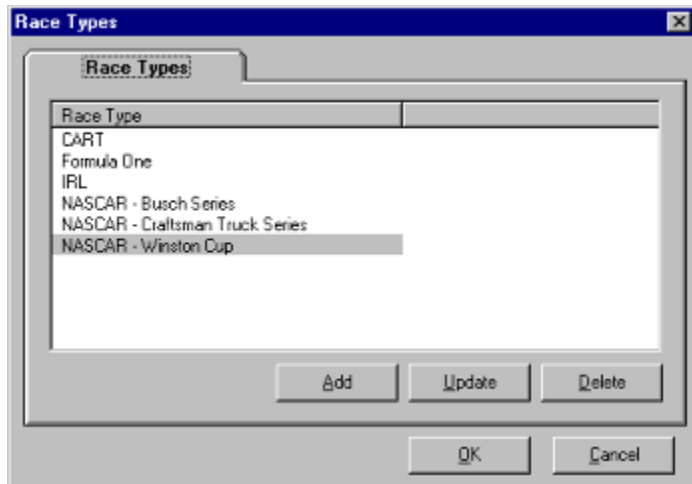 Race Types
Race Types
Race Type
CART
Formula One
IRL
NASCAR - Busch Series
NASCAR - Craftsman Truck Series
NASCAR - Winston Cup
Add Update Delete
OK Cancel